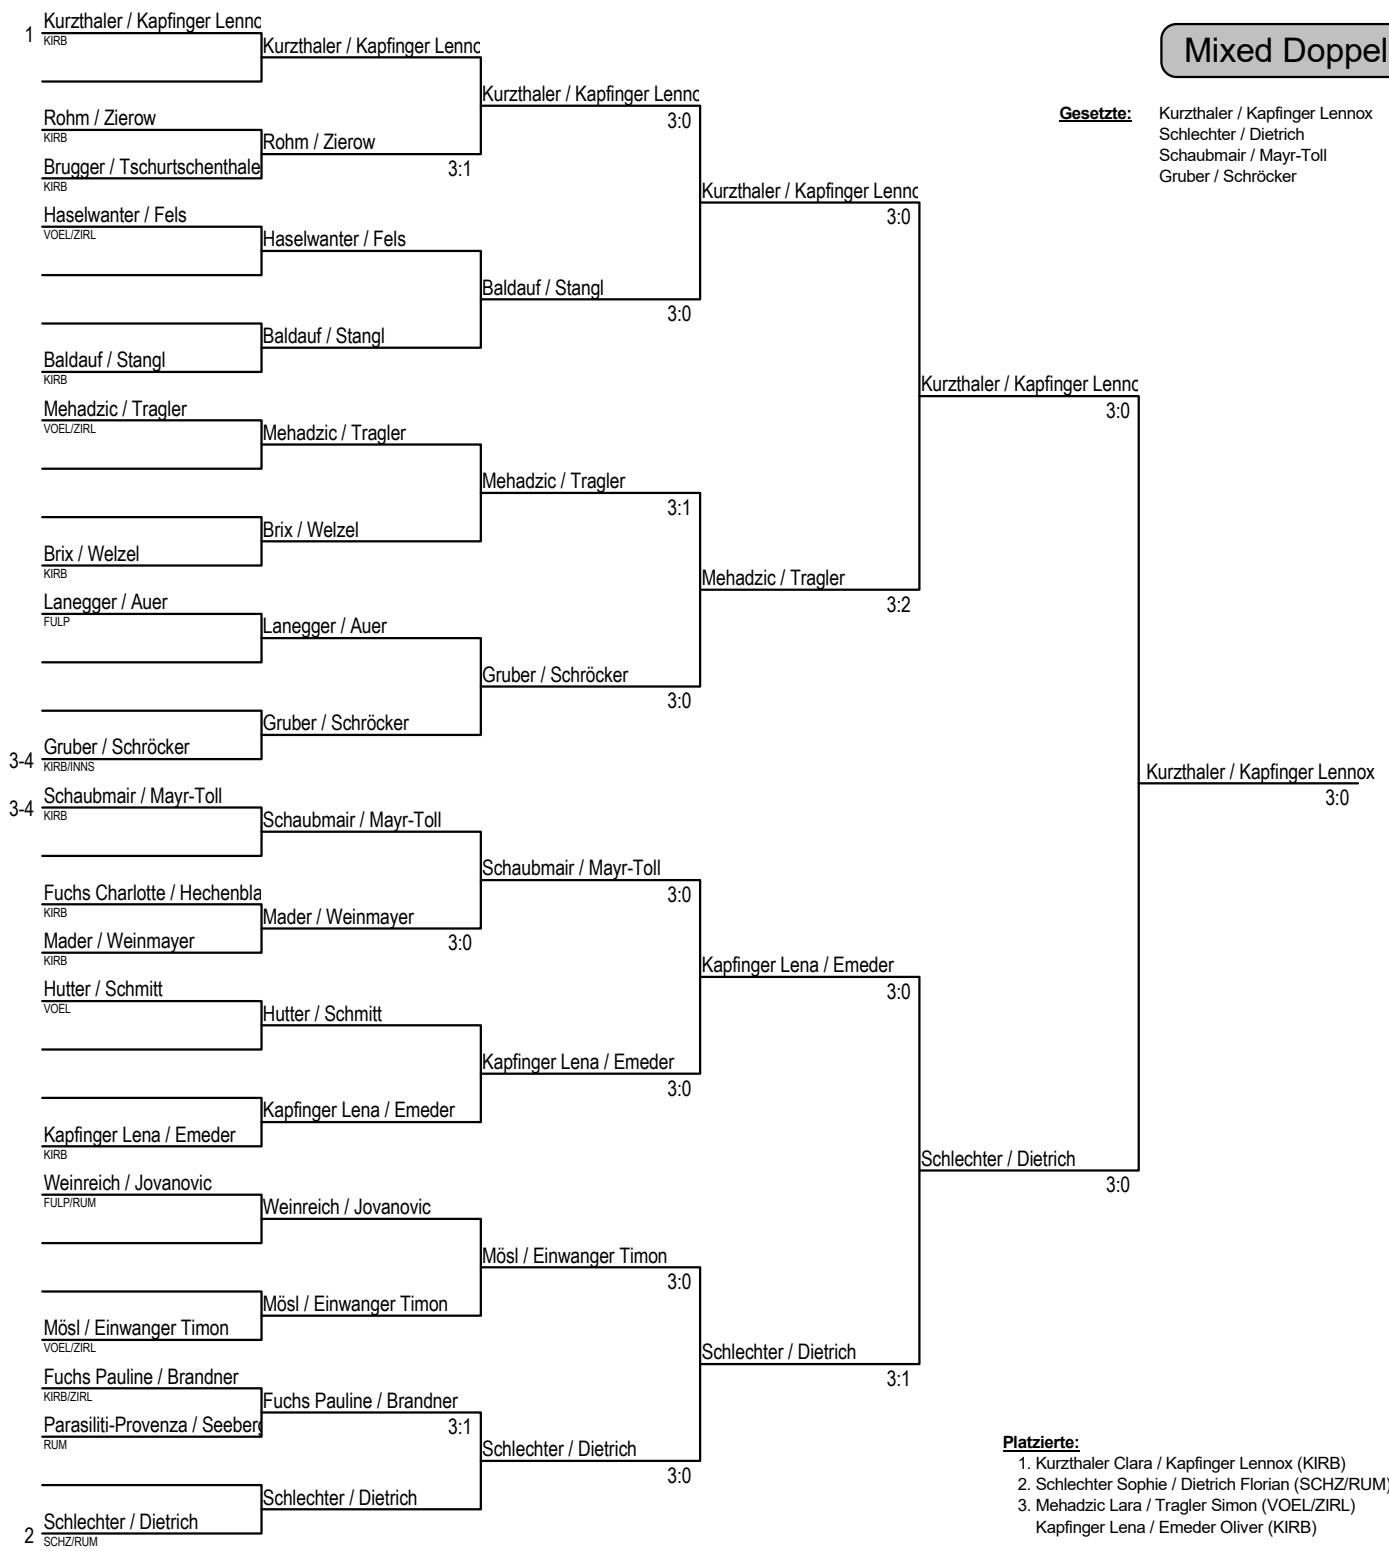 Mixed Doppel
Gesetzte:
Kurzthaler / Kapfinger Lennox
Schlechter / Dietrich
Schaubmair / Mayr-Toll
Gruber / Schröcker
1
Kurzthaler / Kapfinger Lenno
KIRB
Rohm / Zierow
KIRB
Brugger / Tschurtschenthale
KIRB
Haselwanter / Fels
VOEL/ZIRL
Baldauf / Stangl
KIRB
Mehadzic / Tragler
VOEL/ZIRL
Brix / Welzel
KIRB
Lanegger / Auer
FULP
3-4
Gruber / Schröcker
KIRB/INNS
3-4
Schaubmair / Mayr-Toll
KIRB
Fuchs Charlotte / Hechenbla
KIRB
Mader / Weinmayer
KIRB
Hutter / Schmitt
VOEL
Kapfinger Lena / Emeder
KIRB
Weinreich / Jovanovic
FULP/RUM
Mösl / Einwanger Timon
VOEL/ZIRL
Fuchs Pauline / Brandner
KIRB/ZIRL
Parasiliti-Provenza / Seeberg
RUM
2
Schlechter / Dietrich
SCHZ/RUM
Kurzthaler / Kapfinger Lenno
Rohm / Zierow
3:1
Haselwanter / Fels
Baldauf / Stangl
Mehadzic / Tragler
Brix / Welzel
Lanegger / Auer
Gruber / Schröcker
Schaubmair / Mayr-Toll
Mader / Weinmayer
3:0
Hutter / Schmitt
Kapfinger Lena / Emeder
Weinreich / Jovanovic
Mösl / Einwanger Timon
Fuchs Pauline / Brandner
3:1
Schlechter / Dietrich
Kurzthaler / Kapfinger Lenno
3:0
Baldauf / Stangl
3:0
Mehadzic / Tragler
3:1
Gruber / Schröcker
3:0
Schaubmair / Mayr-Toll
3:0
Kapfinger Lena / Emeder
3:0
Mösl / Einwanger Timon
3:0
Schlechter / Dietrich
3:0
Kurzthaler / Kapfinger Lenno
3:0
Mehadzic / Tragler
3:2
Kapfinger Lena / Emeder
3:0
Schlechter / Dietrich
3:1
Kurzthaler / Kapfinger Lenno
3:0
Schlechter / Dietrich
3:0
Kurzthaler / Kapfinger Lennox
3:0
Platzierte:
1. Kurzthaler Clara / Kapfinger Lennox (KIRB)
2. Schlechter Sophie / Dietrich Florian (SCHZ/RUM)
3. Mehadzic Lara / Tragler Simon (VOEL/ZIRL)
Kapfinger Lena / Emeder Oliver (KIRB)